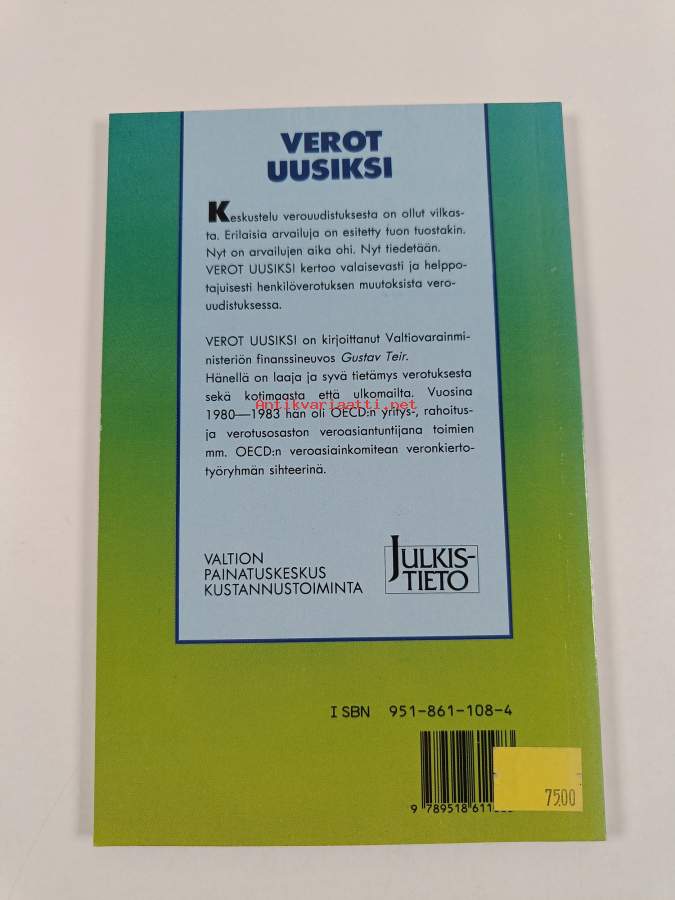 VEROT
UUSIKSI
Keskustelu verouudistuksesta on ollut vilkas-
ta. Erilaisia arvailuja on esitetty tuon tuostakin.
Nyt on arvailujen aika ohi. Nyt tiedetään.
VEROT UUSIKSI kertoo valaisevasti ja helppo-
tajuisesti henkilöverotuksen muutoksista vero-
uudistuksessa.
VEROT UUSIKSI on kirjoittanut Valtiovarainmi-
nisteriön finanssineuvos Gustav Teir.
Hänellä on laaja ja syvä tietämys verotuksesta
sekä kotimaasta että ulkomailta. Vuosina
Antikvariaatti.net
1980—1983 hän oli OECD:n yritys-, rahoitus-
ja verotusosaston veroasiantuntijana toimien
mm. OECD:n veroasiainkomitean veronkierto-
työryhmän sihteerinä.
VALTION
PAINATUSKESKUS
KUSTANNUSTOIMINTA
JULKIS-
TIETO
ISBN 951-861-108-4
7500
9 789518 611